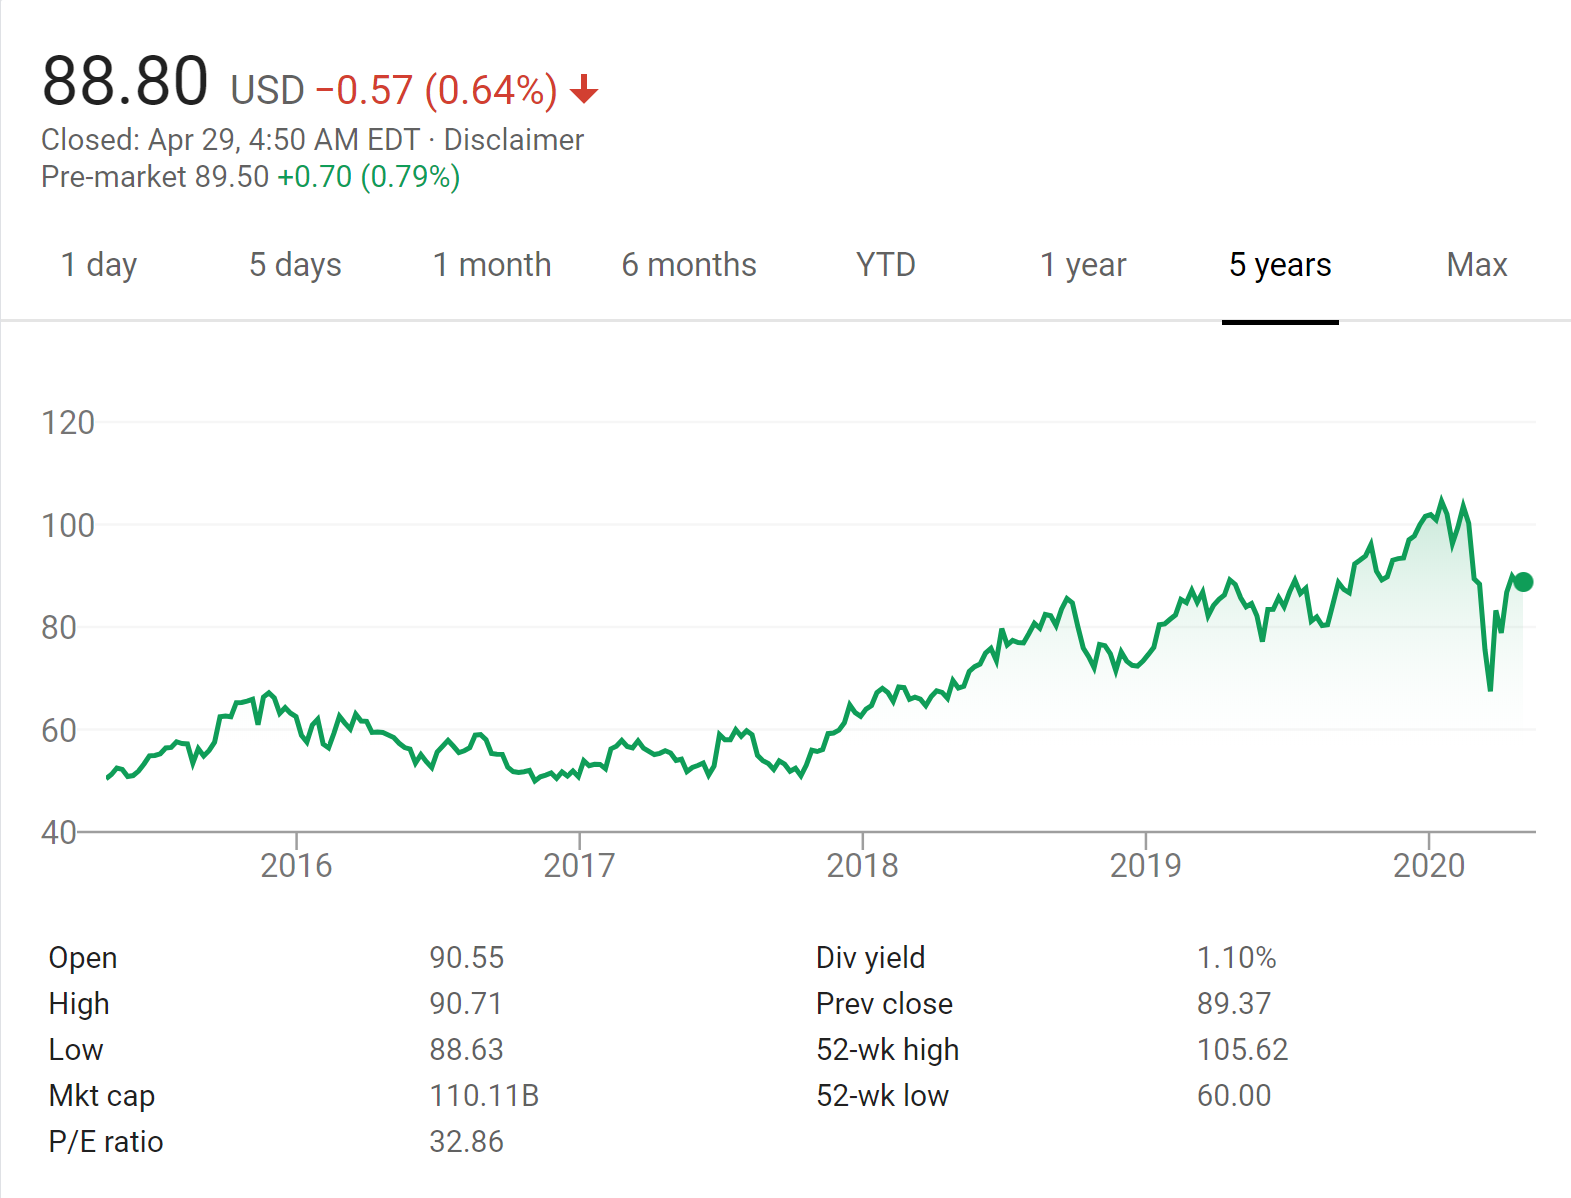 88.80 USD −0.57 (0.64%)
Closed: Apr 29, 4:50 AM EDT · Disclaimer
Pre-market 89.50 +0.70 (0.79%)
1 day 5 days 1 month 6 months YTD 1 year 5 years Max
120
100
80
60
40
2016 2017 2018 2019 2020
Open 90.55 Div yield 1.10%
High 90.71 Prev close 89.37
Low 88.63 52-wk high 105.62
Mkt cap 110.11B 52-wk low 60.00
P/E ratio 32.86